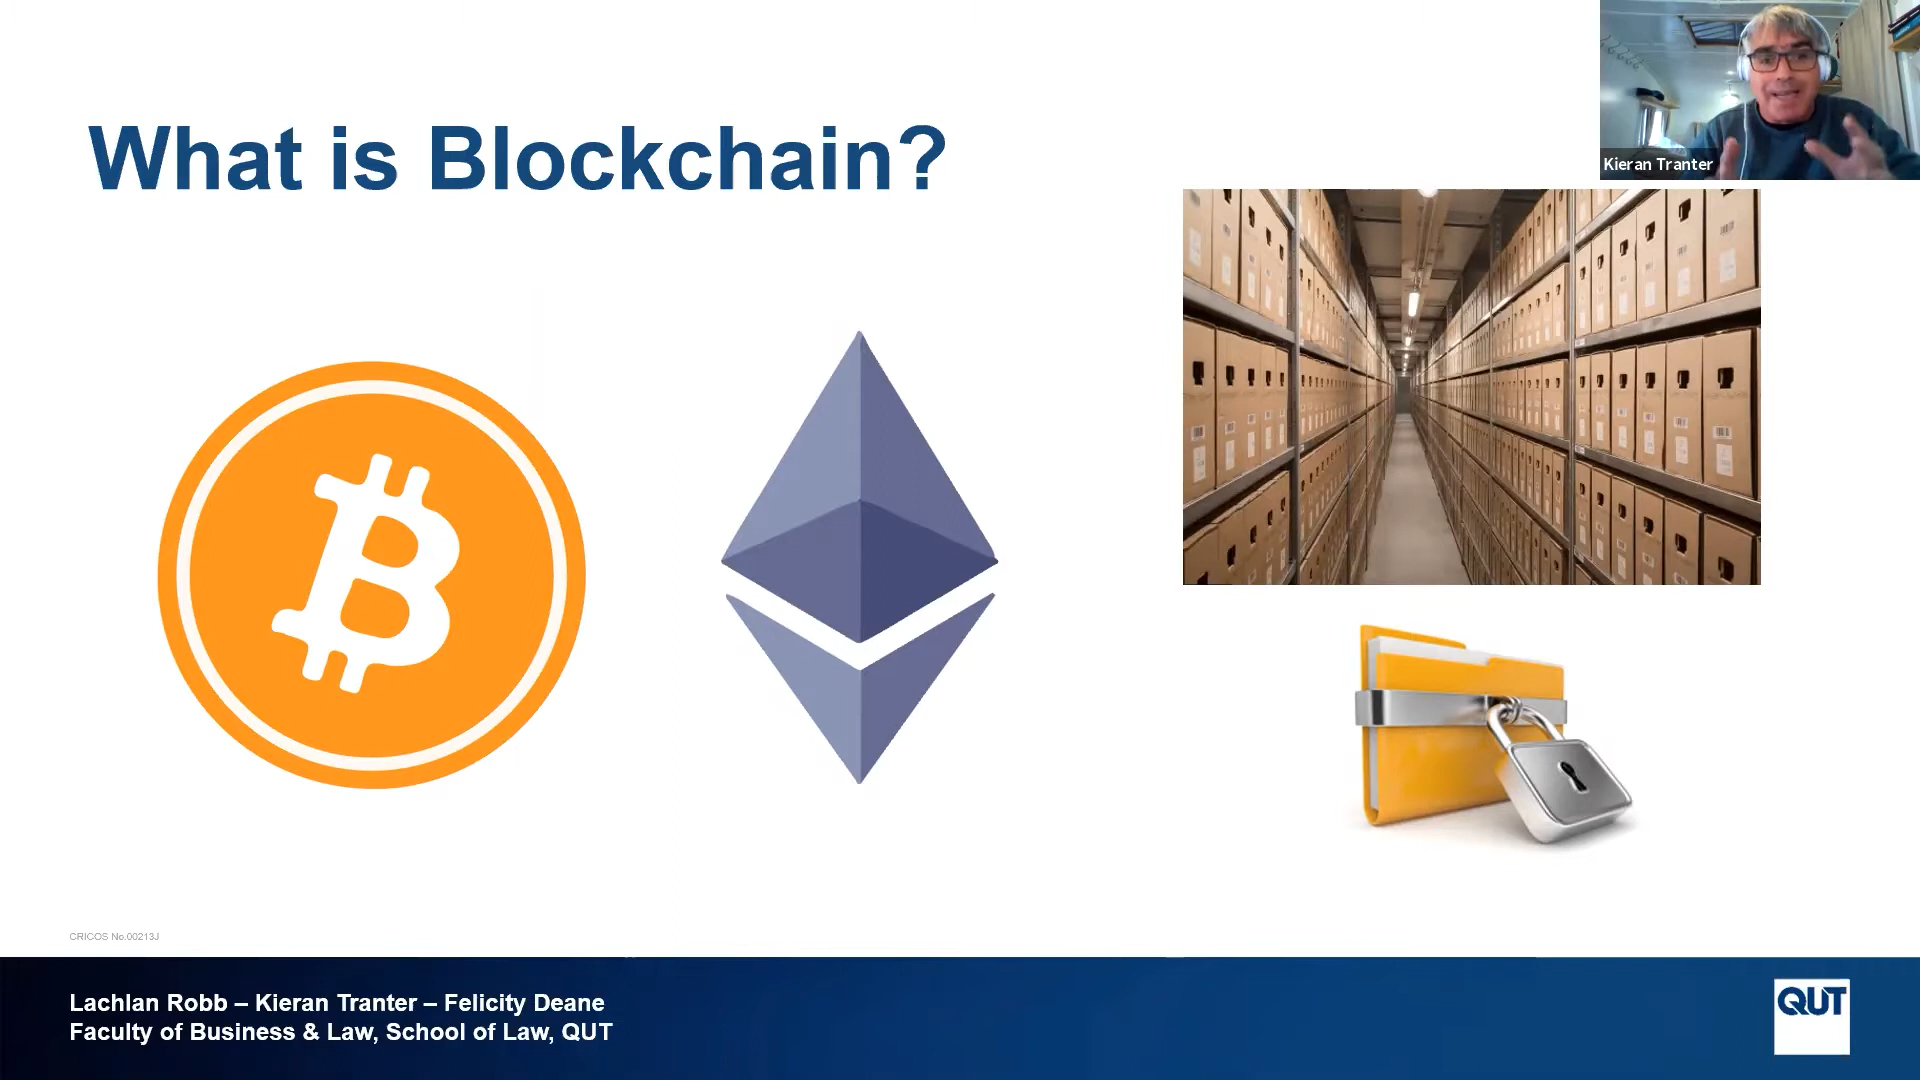 What is Blockchain?
Kieran Tranter
CRICOS No.00213J
Lachlan Robb – Kieran Tranter – Felicity Deane
Faculty of Business & Law, School of Law, QUT
QUT